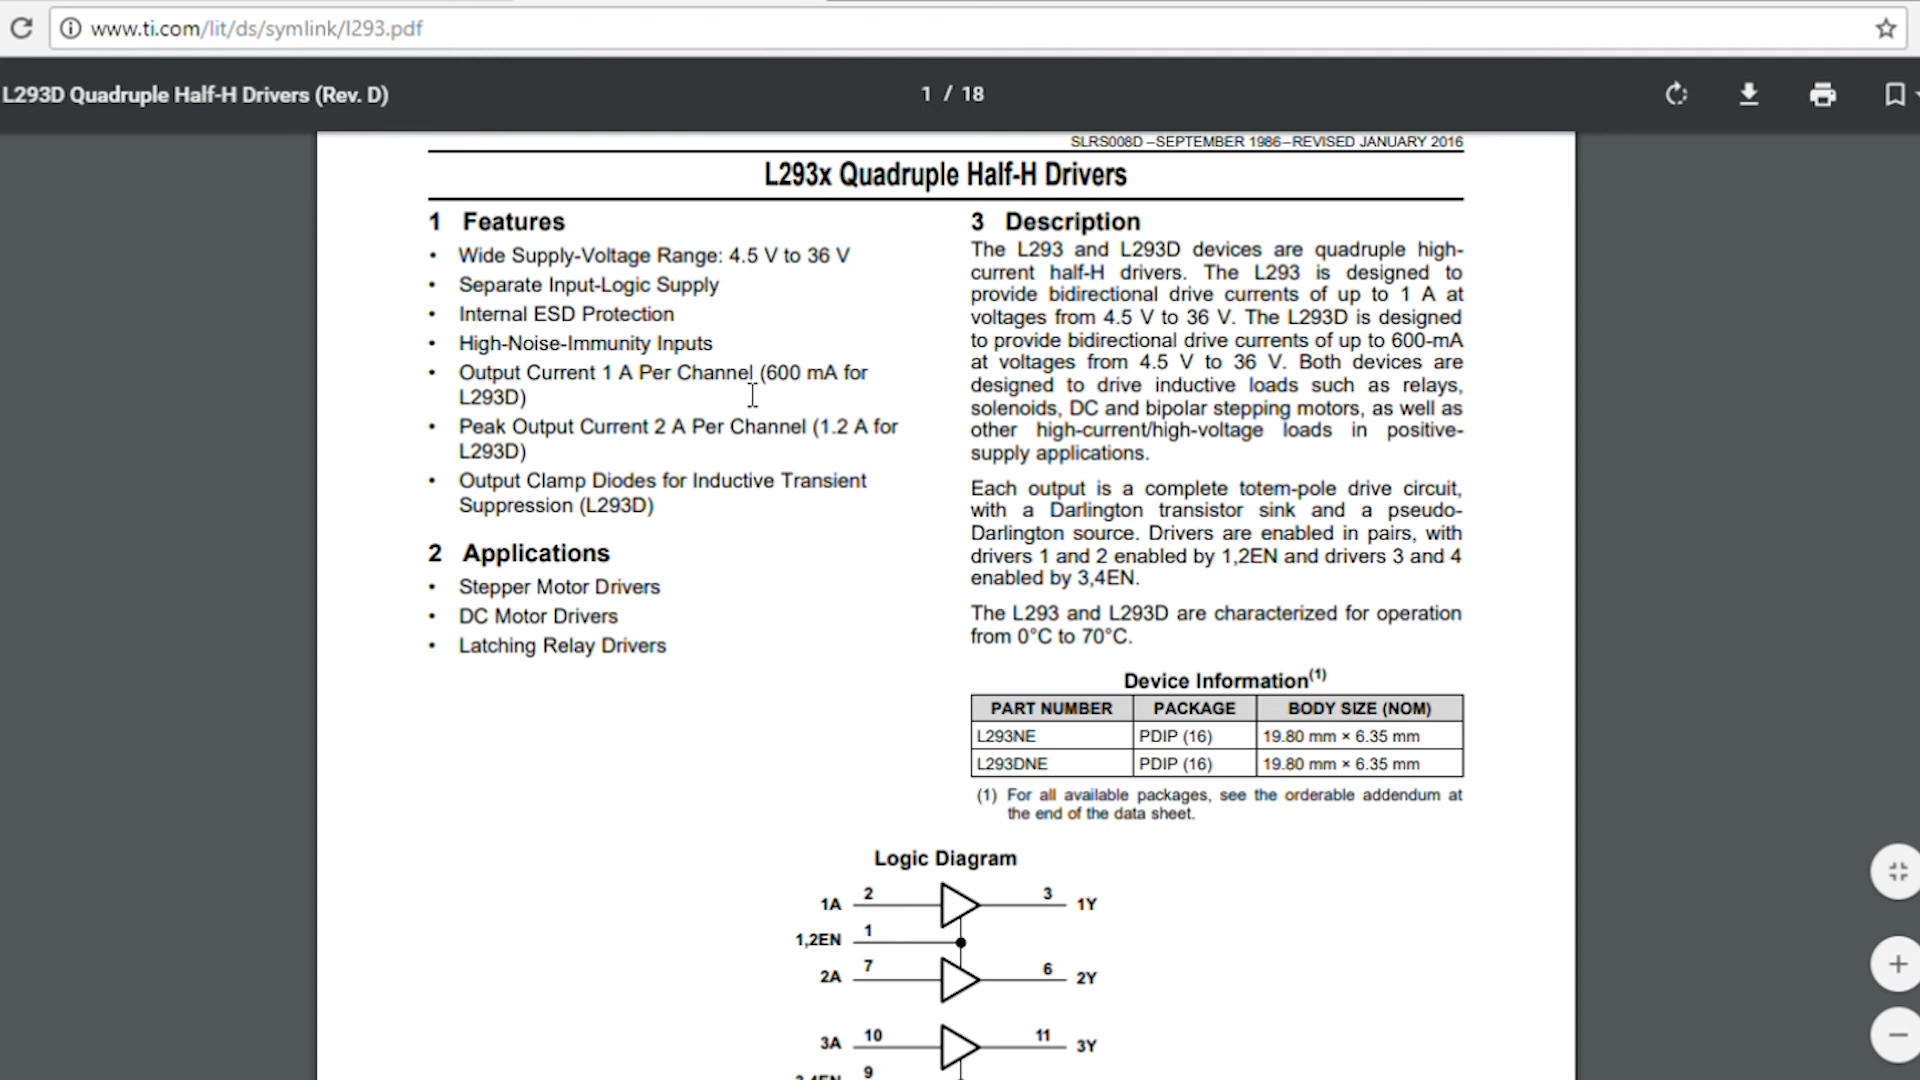 www.ti.com/lit/ds/symlink/l293.pdf
L293D Quadruple Half-H Drivers (Rev. D)
1 / 18
SLRS008D –SEPTEMBER 1986–REVISED JANUARY 2016
L293x Quadruple Half-H Drivers
1 Features
• Wide Supply-Voltage Range: 4.5 V to 36 V
• Separate Input-Logic Supply
• Internal ESD Protection
• High-Noise-Immunity Inputs
• Output Current 1 A Per Channel (600 mA for
L293D)
• Peak Output Current 2 A Per Channel (1.2 A for
L293D)
• Output Clamp Diodes for Inductive Transient
Suppression (L293D)
2 Applications
• Stepper Motor Drivers
• DC Motor Drivers
• Latching Relay Drivers
3 Description
The L293 and L293D devices are quadruple high-
current half-H drivers. The L293 is designed to
provide bidirectional drive currents of up to 1 A at
voltages from 4.5 V to 36 V. The L293D is designed
to provide bidirectional drive currents of up to 600-mA
at voltages from 4.5 V to 36 V. Both devices are
designed to drive inductive loads such as relays,
solenoids, DC and bipolar stepping motors, as well as
other high-current/high-voltage loads in positive-
supply applications.
Each output is a complete totem-pole drive circuit,
with a Darlington transistor sink and a pseudo-
Darlington source. Drivers are enabled in pairs, with
drivers 1 and 2 enabled by 1,2EN and drivers 3 and 4
enabled by 3,4EN.
The L293 and L293D are characterized for operation
from 0°C to 70°C.
Device Information(1)
PART NUMBER PACKAGE BODY SIZE (NOM)
L293NE PDIP (16) 19.80 mm × 6.35 mm
L293DNE PDIP (16) 19.80 mm × 6.35 mm
(1) For all available packages, see the orderable addendum at
the end of the data sheet.
Logic Diagram
1A 2 3 1Y
1,2EN 1
2A 7 6 2Y
3A 10 11 3Y
3,4EN 9